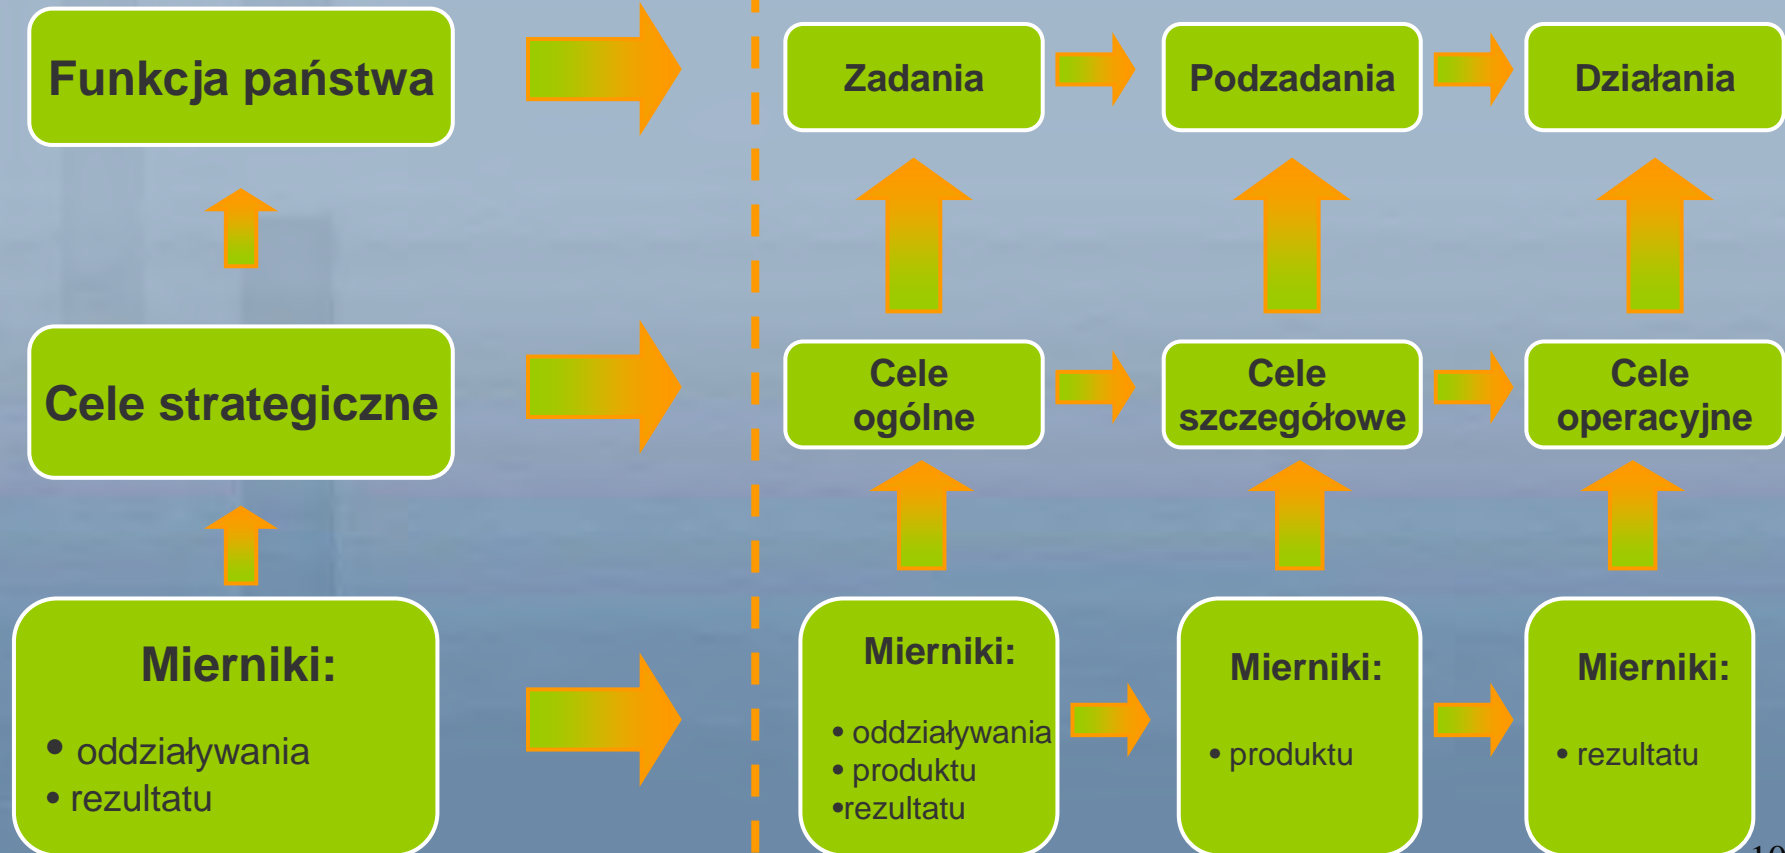 Funkcja państwa
Zadania
Podzadania
Działania
Cele strategiczne
Cele
ogólne
Cele
szczegółowe
Cele
operacyjne
Mierniki:
• oddziaływania
• rezultatu
Mierniki:
• oddziaływania
• produktu
•rezultatu
Mierniki:
• produktu
Mierniki:
• rezultatu